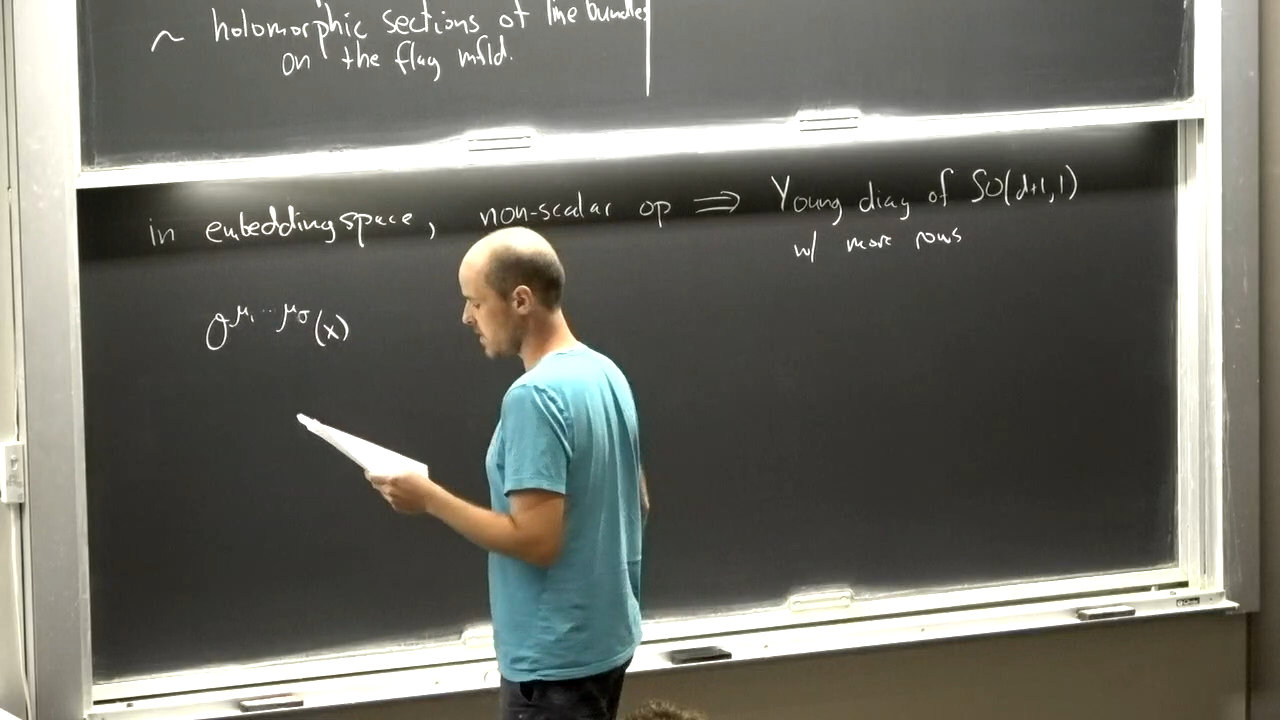 ~ holomorphic sections of line bundles
on the flag mfld.
in embedding space, non-scalar op ⟹ Young diag of SO(d+1,1)
w/ more rows
O^{μ₁…μ_J}(x)